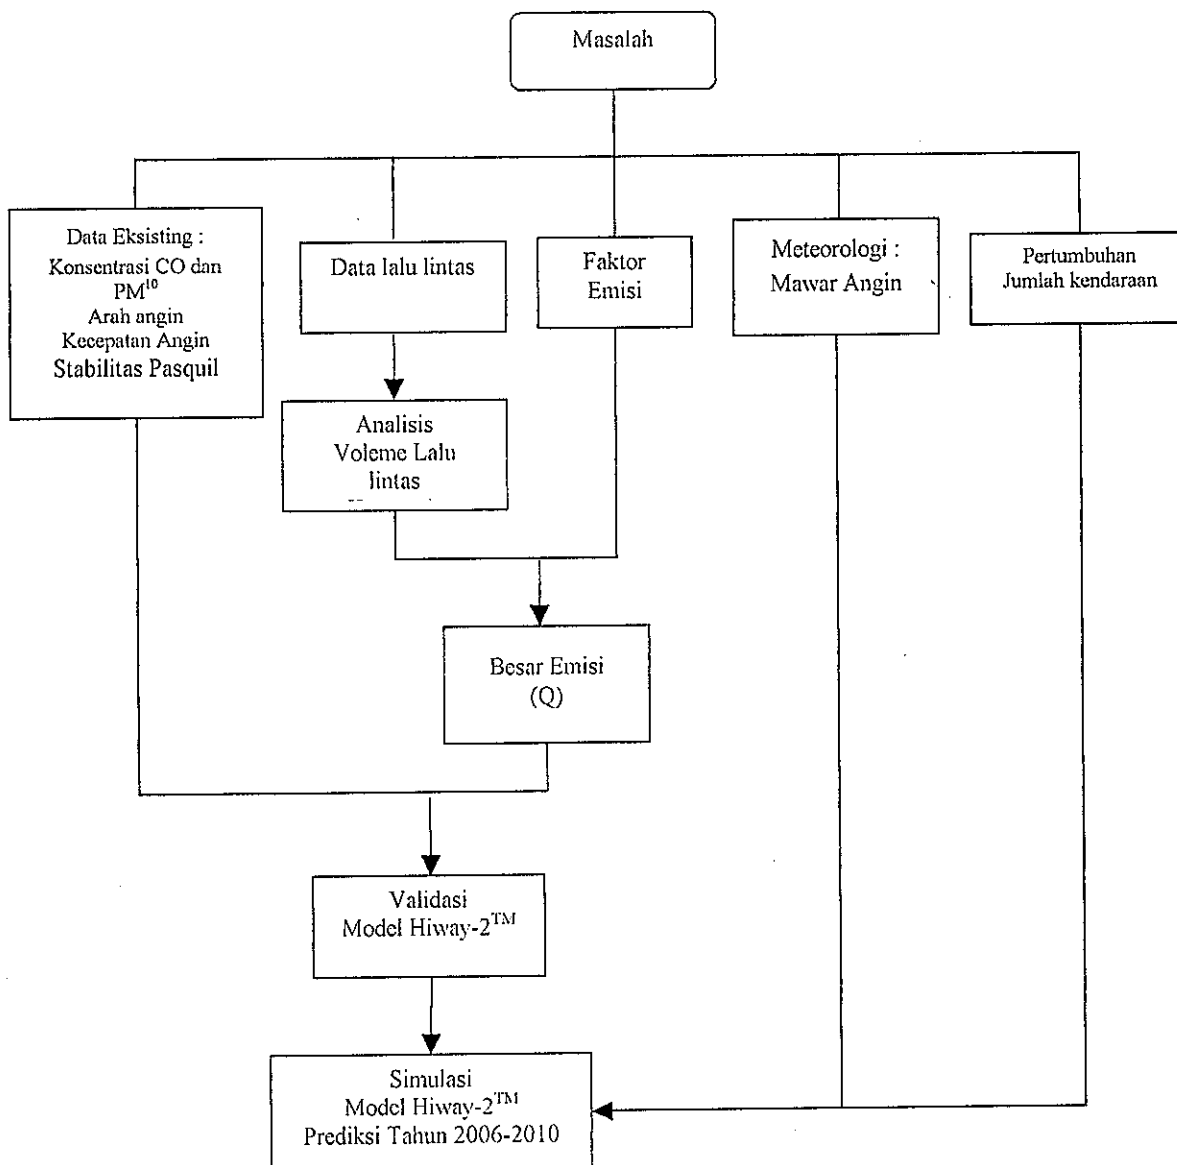 Masalah
Data Eksisting :
Konsentrasi CO dan
PM¹⁰
Arah angin
Kecepatan Angin
Stabilitas Pasquil
Data lalu lintas
Faktor
Emisi
Meteorologi :
Mawar Angin
Pertumbuhan
Jumlah kendaraan
Analisis
Voleme Lalu
lintas
Besar Emisi
(Q)
Validasi
Model Hiway-2™
Simulasi
Model Hiway-2™
Prediksi Tahun 2006-2010